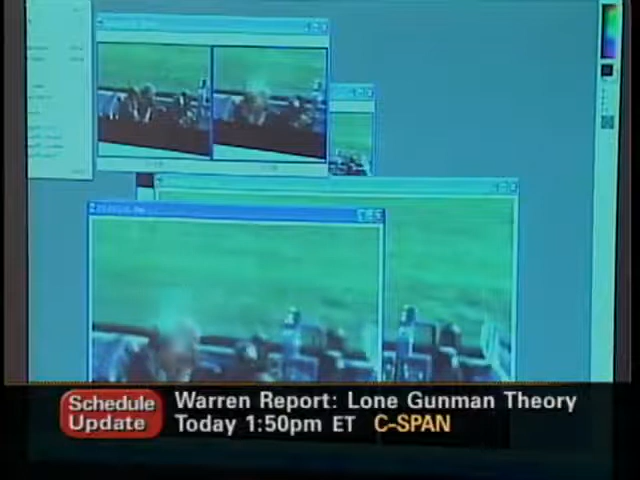 Schedule
Update
Warren Report: Lone Gunman Theory
Today 1:50pm ET C-SPAN